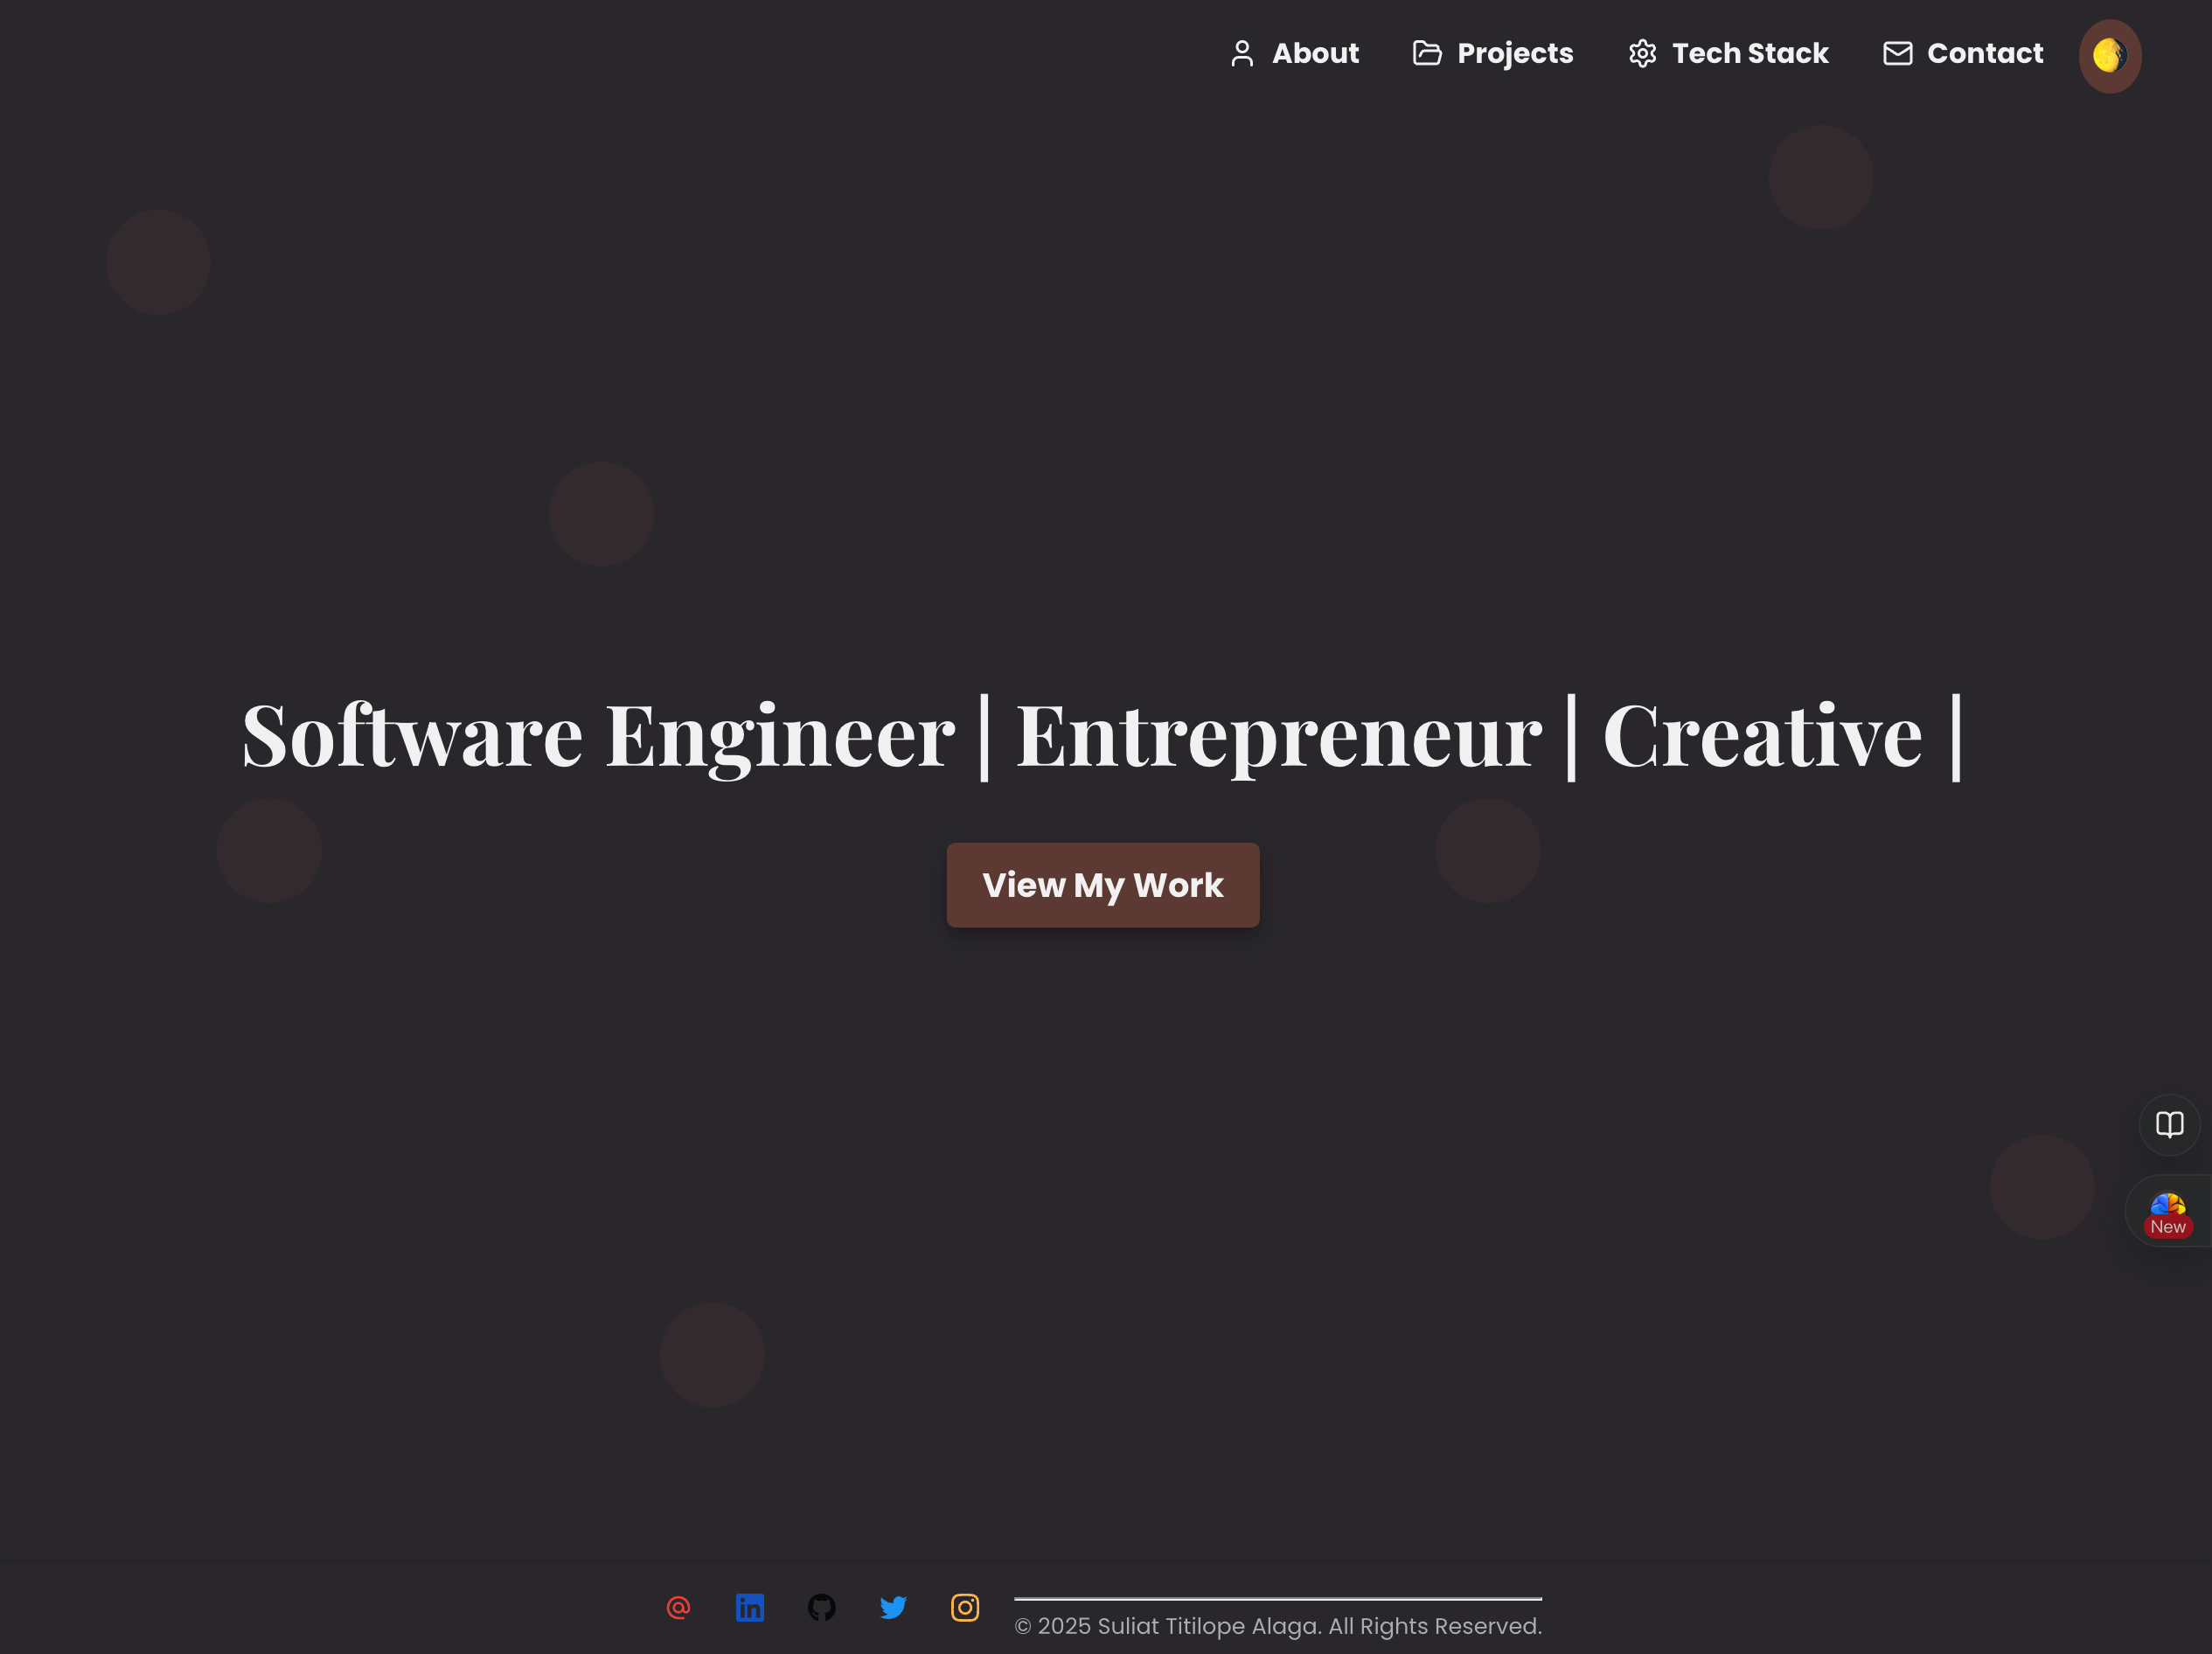 About Projects Tech Stack Contact
Software Engineer | Entrepreneur | Creative |
View My Work
New
© 2025 Suliat Titilope Alaga. All Rights Reserved.